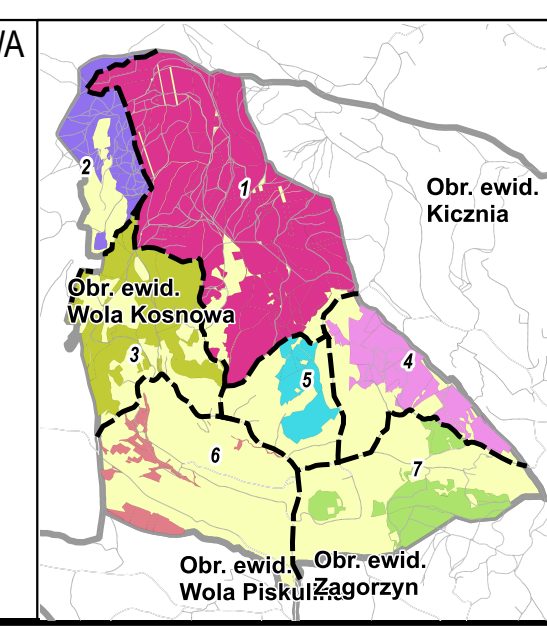 WA
2
1
Obr. ewid.
Kicznia
Obr. ewid.
Wola Kosnowa
3
5
4
6
7
Obr. ewid.
Wola Piskulina
Obr. ewid.
Zagorzyn